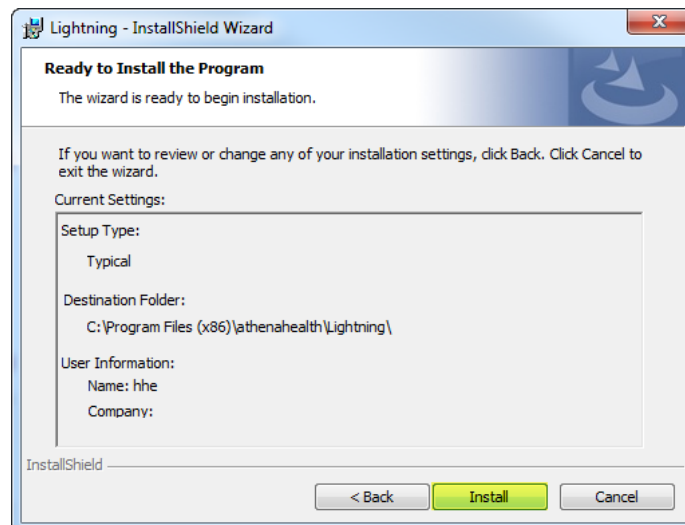 Lightning - InstallShield Wizard
Ready to Install the Program
The wizard is ready to begin installation.
If you want to review or change any of your installation settings, click Back. Click Cancel to
exit the wizard.
Current Settings:
Setup Type:
Typical
Destination Folder:
C:\Program Files (x86)\athenahealth\Lightning\
User Information:
Name: hhe
Company:
InstallShield
< Back Install Cancel